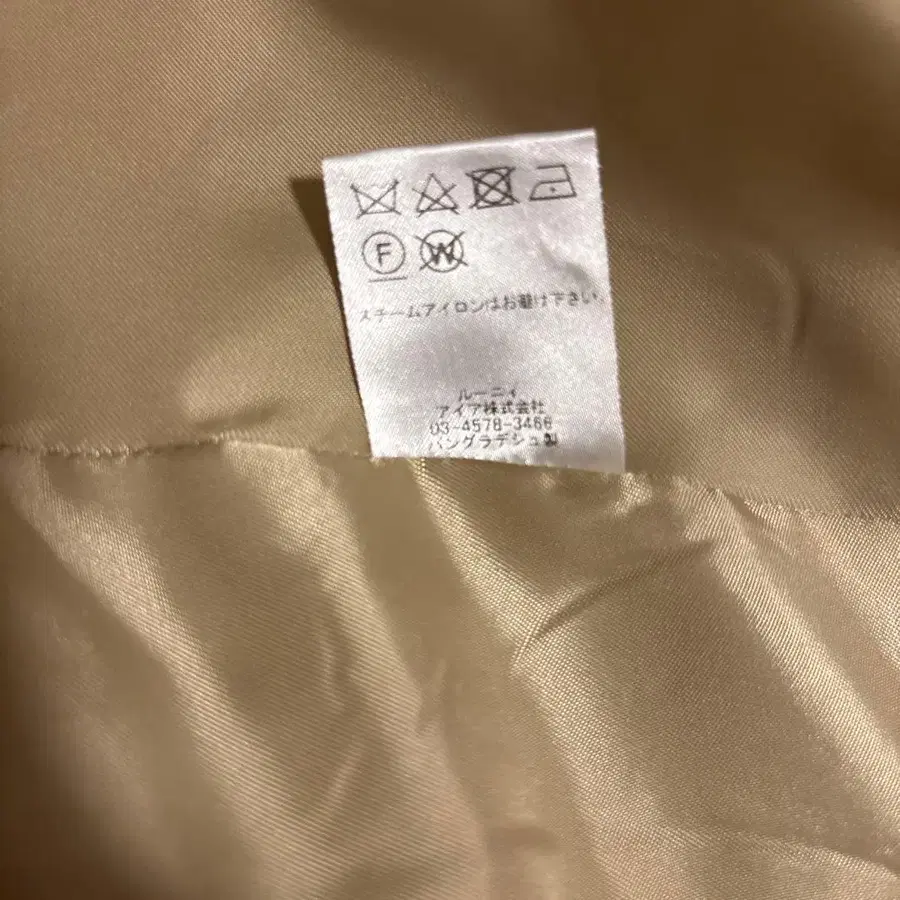 F W
スチームアイロンはお避け下さい。
ルーニィ
アイア株式会社
03-4578-3466
バングラデシュ製